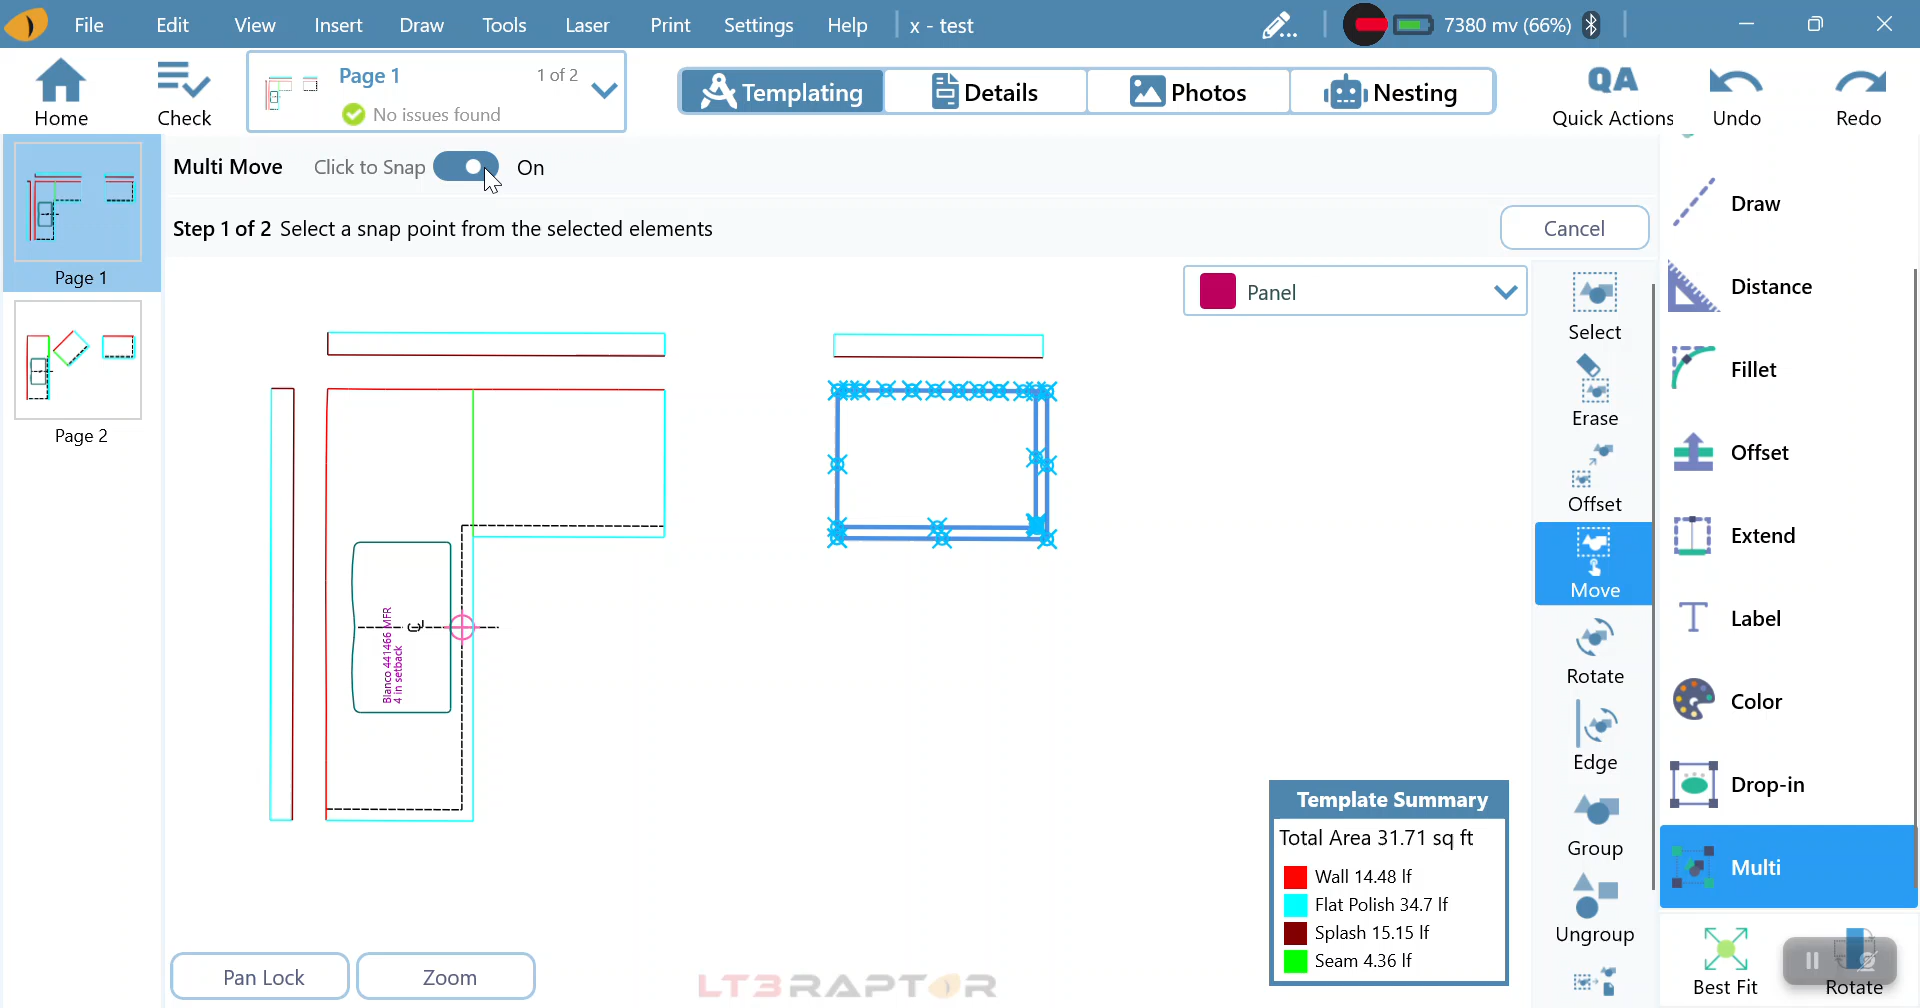 File Edit View Insert Draw Tools Laser Print Settings Help x - test 7380 mv (66%)
Home
Check
Page 1 1 of 2
No issues found
Templating Details Photos Nesting
QA
Quick Actions
Undo
Redo
Page 1
Page 2
Multi Move Click to Snap On
Step 1 of 2 Select a snap point from the selected elements
Cancel
Panel
Blanco 441466 MFR
4 in setback
Template Summary
Total Area 31.71 sq ft
Wall 14.48 lf
Flat Polish 34.7 lf
Splash 15.15 lf
Seam 4.36 lf
Select
Erase
Offset
Move
Rotate
Edge
Group
Ungroup
Draw
Distance
Fillet
Offset
Extend
Label
Color
Drop-in
Multi
Best Fit
Rotate
Pan Lock
Zoom
LT3RAPTOR